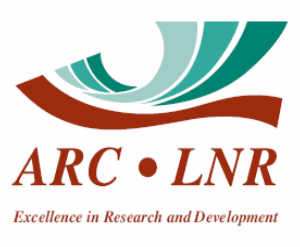 ARC • LNR
Excellence in Research and Development